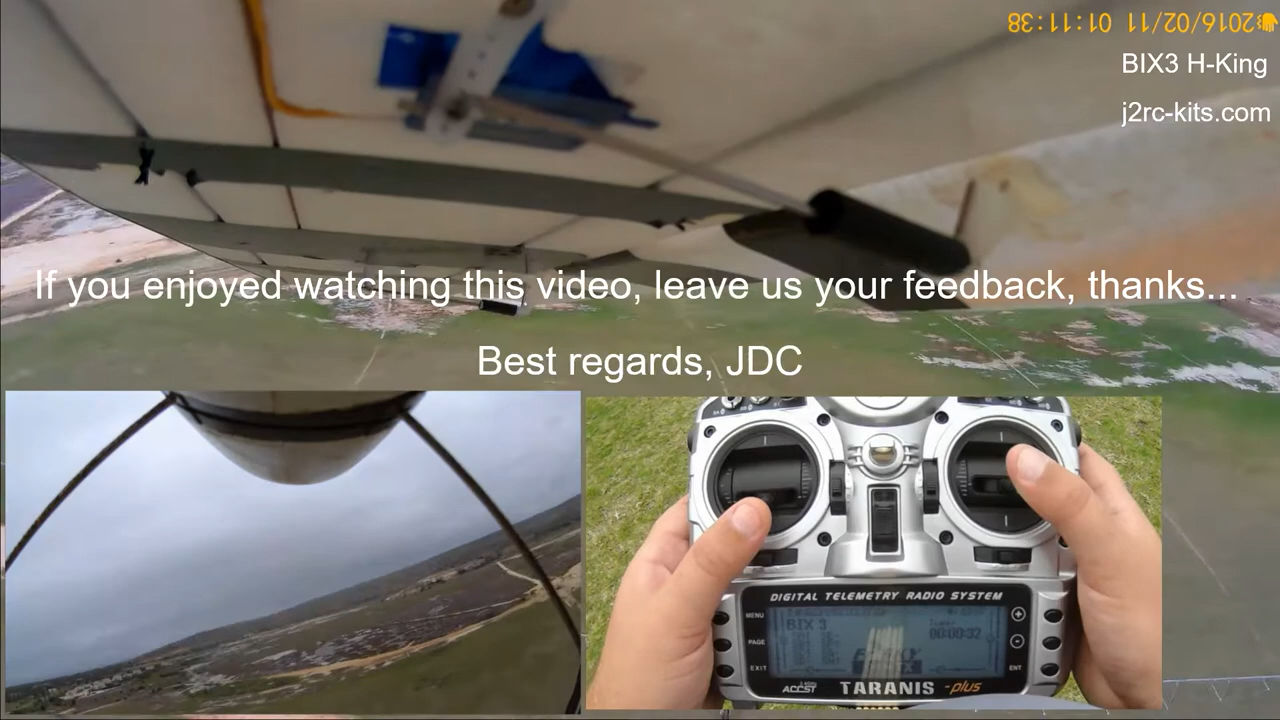 2016/02/11 01:11:38
BIX3 H-King
j2rc-kits.com
If you enjoyed watching this video, leave us your feedback, thanks...
Best regards, JDC
DIGITAL TELEMETRY RADIO SYSTEM
MENU
PAGE
EXIT
BIX 3
00:00:32
ENT
ACCST
TARANIS -plus